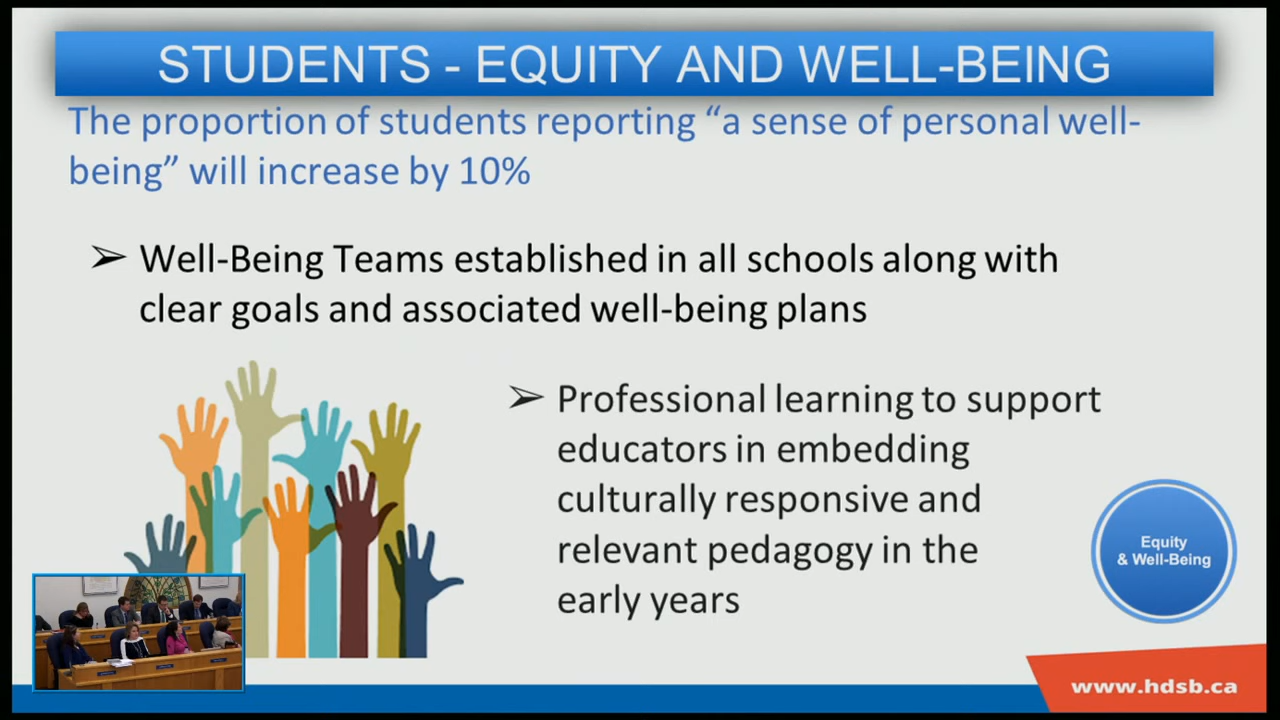 STUDENTS - EQUITY AND WELL-BEING
The proportion of students reporting “a sense of personal well-
being” will increase by 10%
➢ Well-Being Teams established in all schools along with
clear goals and associated well-being plans
➢ Professional learning to support
educators in embedding
culturally responsive and
relevant pedagogy in the
early years
Equity
& Well-Being
www.hdsb.ca